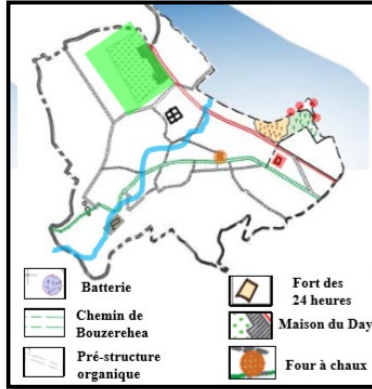 Batterie
Chemin de
Bouzerehea
Pré-structure
organique
Fort des
24 heures
Maison du Day
Four à chaux